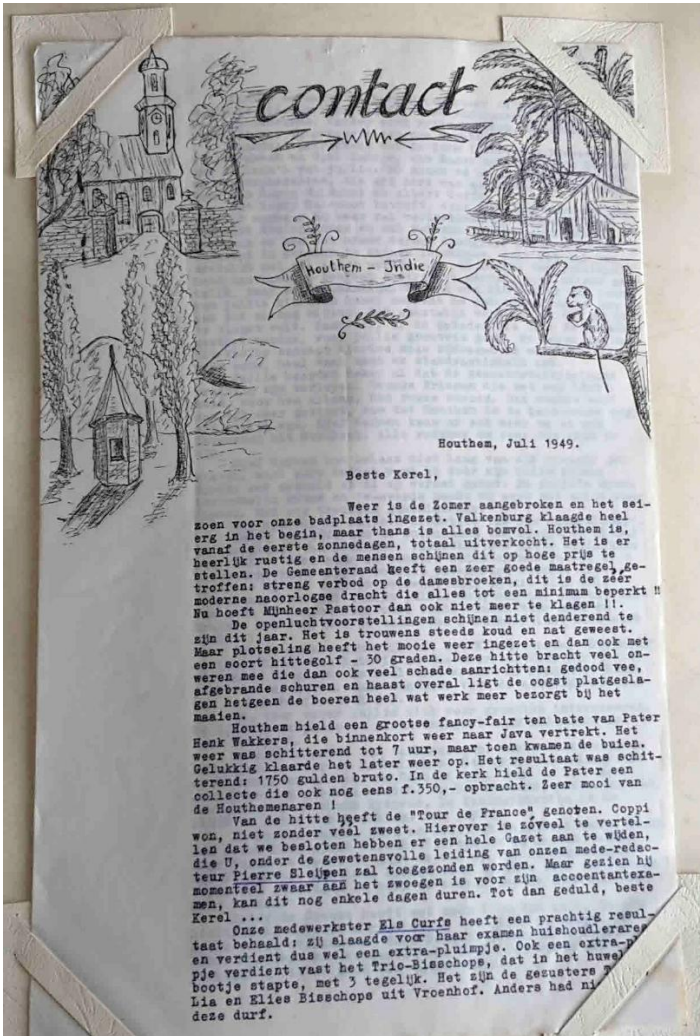 contact
Houthem - Indie
Houthem, Juli 1949.
Beste Kerel,
Weer is de Zomer aangebroken en het sei-
zoen voor onze badplaats ingezet. Valkenburg klaagde heel
erg in het begin, maar thans is alles bomvol. Houthem is,
vanaf de eerste zonnedagen, totaal uitverkocht. Het is er
heerlijk rustig en de mensen schijnen dit op hoge prijs te
stellen. De Gemeenteraad heeft een zeer goede maatregel ge-
troffen: streng verbod op de damesbroeken, dit is de zeer
moderne naoorlogse dracht die alles tot een minimum beperkt !!
Nu hoeft Mijnheer Pastoor dan ook niet meer te klagen !!.
De openluchtvoorstellingen schijnen niet denderend te
zijn dit jaar. Het is trouwens steeds koud en nat geweest.
Maar plotseling heeft het mooie weer ingezet en dan ook met
een soort hittegolf - 30 graden. Deze hitte bracht veel on-
weren mee die dan ook veel schade aanrichtten: gedood vee,
afgebrande schuren en haast overal ligt de oogst platgesla-
gen hetgeen de boeren heel wat werk meer bezorgt bij het
maaien.
Houthem hield een grootse fancy-fair ten bate van Pater
Henk Wakkers, die binnenkort weer naar Java vertrekt. Het
weer was schitterend tot 7 uur, maar toen kwamen de buien.
Gelukkig klaarde het later weer op. Het resultaat was schit-
terend: 1750 gulden bruto. In de kerk hield de Pater een
collecte die ook nog eens f.350,- opbracht. Zeer mooi van
de Houthemenaren !
Van de hitte heeft de "Tour de France" genoten. Coppi
won, niet zonder veel zweet. Hierover is zóveel te vertel-
len dat we besloten hebben er een hele Gazet aan te wijden,
die U, onder de gewetensvolle leiding van onzen mede-redac-
teur Pierre Sleijpen zal toegezonden worden. Maar gezien hij
momenteel zwaar aan het zwoegen is voor zijn accoentantexa-
men, kan dit nog enkele dagen duren. Tot dan geduld, beste
Kerel ...
Onze medewerkster Els Curfs heeft een prachtig resul-
taat behaald: zij slaagde voor haar examen
en verdient dus wel een extra-pluimpje. Ook een
pje verdient vast het Trio-Bisschops, dat in het
bootje stapte, met 3 tegelijk. Het zijn de gezusters
Lia en Elies Bisschops uit Vroenhof. Anders had
deze durf.